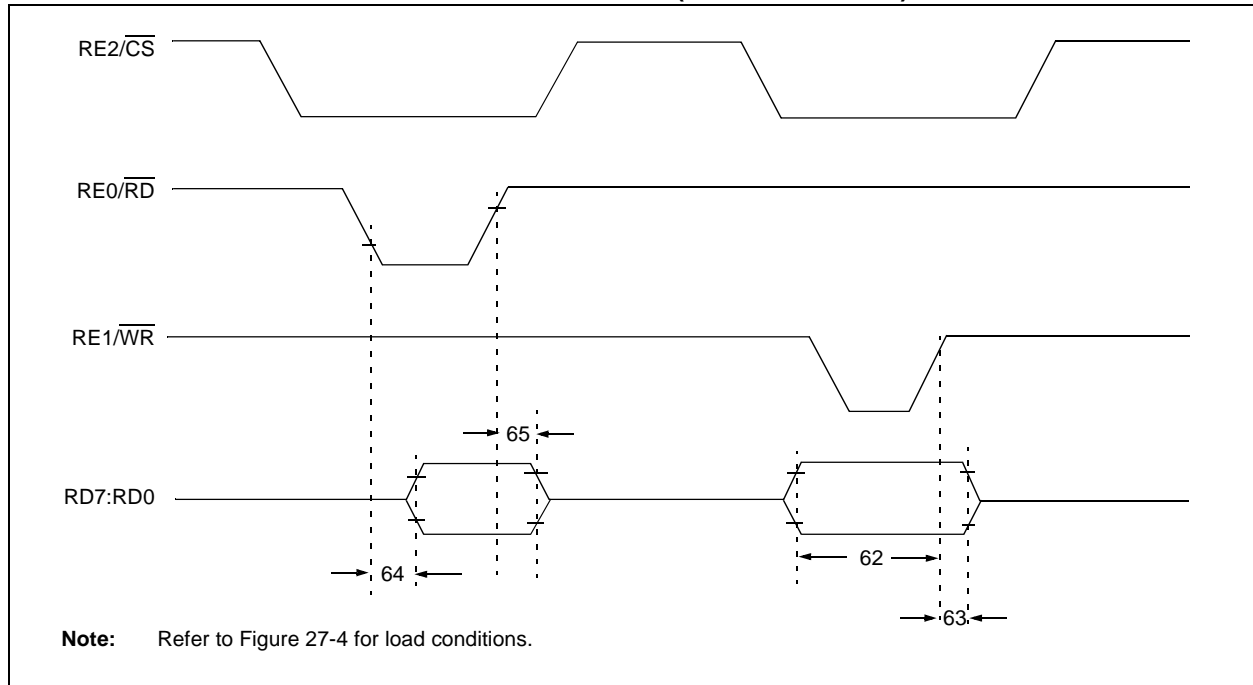 RE2/CS
RE0/RD
RE1/WR
65
RD7:RD0
62
64
63
Note: Refer to Figure 27-4 for load conditions.